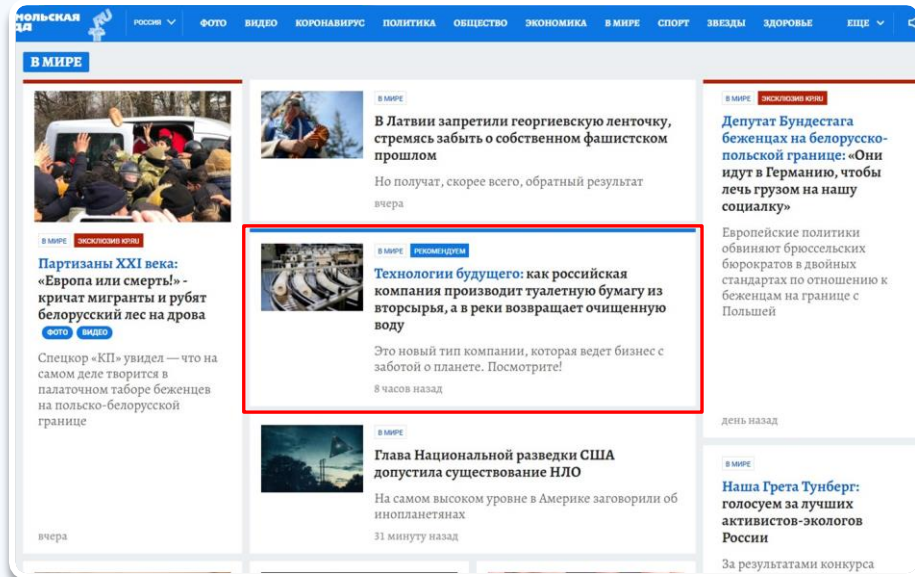 МОЛЬСКАЯ
ДА
RU
РОССИЯ
ФОТО
ВИДЕО
КОРОНАВИРУС
ПОЛИТИКА
ОБЩЕСТВО
ЭКОНОМИКА
В МИРЕ
СПОРТ
ЗВЕЗДЫ
ЗДОРОВЬЕ
ЕЩЕ
В МИРЕ
В МИРЕ ЭКСКЛЮЗИВ KP.RU
Партизаны XXI века:
«Европа или смерть!» -
кричат мигранты и рубят
белорусский лес на дрова
ФОТО ВИДЕО
Спецкор «КП» увидел — что на
самом деле творится в
палаточном таборе беженцев
на польско-белорусской
границе
вчера
В МИРЕ
В Латвии запретили георгиевскую ленточку,
стремясь забыть о собственном фашистском
прошлом
Но получат, скорее всего, обратный результат
вчера
В МИРЕ РЕКОМЕНДУЕМ
Технологии будущего: как российская
компания производит туалетную бумагу из
вторсырья, а в реки возвращает очищенную
воду
Это новый тип компании, которая ведет бизнес с
заботой о планете. Посмотрите!
8 часов назад
В МИРЕ
Глава Национальной разведки США
допустила существование НЛО
На самом высоком уровне в Америке заговорили об
инопланетянах
31 минуту назад
В МИРЕ ЭКСКЛЮЗИВ KP.RU
Депутат Бундестага
беженцах на белорусско-
польской границе: «Они
идут в Германию, чтобы
лечь грузом на нашу
социалку»
Европейские политики
обвиняют брюссельских
бюрократов в двойных
стандартах по отношению к
беженцам на границе с
Польшей
день назад
В МИРЕ
Наша Грета Тунберг:
голосуем за лучших
активистов-экологов
России
За результатами конкурса